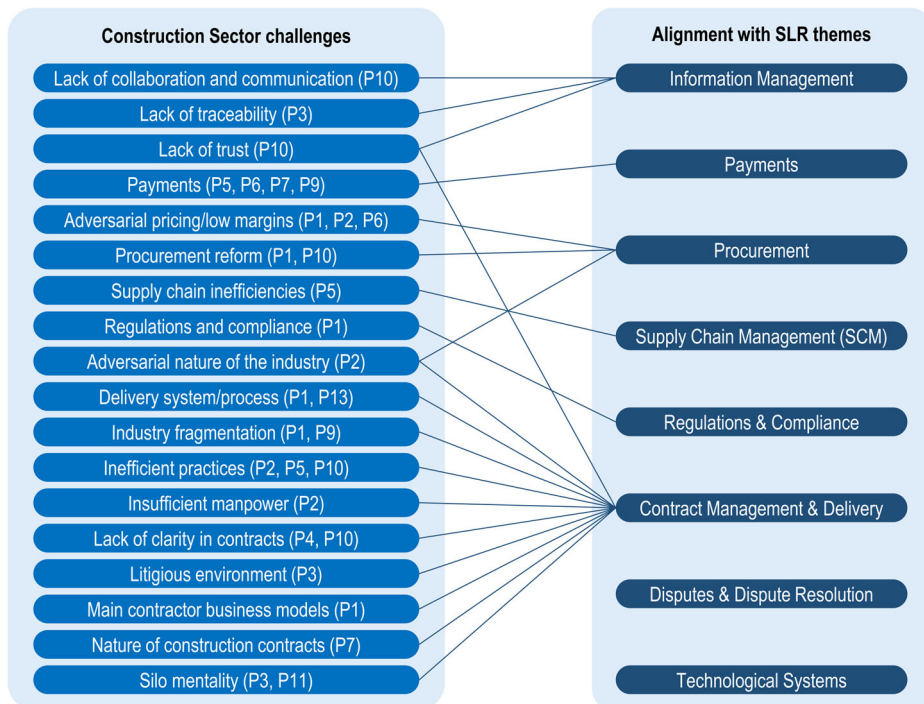 Construction Sector challenges
Lack of collaboration and communication (P10)
Lack of traceability (P3)
Lack of trust (P10)
Payments (P5, P6, P7, P9)
Adversarial pricing/low margins (P1, P2, P6)
Procurement reform (P1, P10)
Supply chain inefficiencies (P5)
Regulations and compliance (P1)
Adversarial nature of the industry (P2)
Delivery system/process (P1, P13)
Industry fragmentation (P1, P9)
Inefficient practices (P2, P5, P10)
Insufficient manpower (P2)
Lack of clarity in contracts (P4, P10)
Litigious environment (P3)
Main contractor business models (P1)
Nature of construction contracts (P7)
Silo mentality (P3, P11)
Alignment with SLR themes
Information Management
Payments
Procurement
Supply Chain Management (SCM)
Regulations & Compliance
Contract Management & Delivery
Disputes & Dispute Resolution
Technological Systems